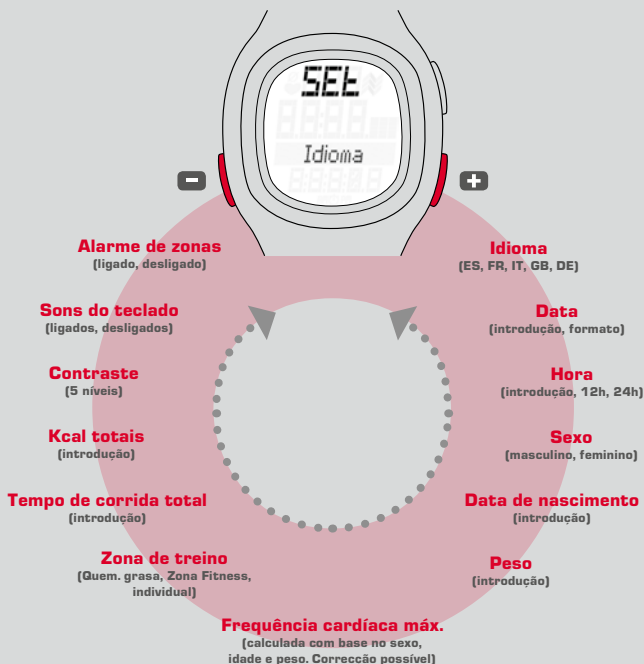 SEt
Idioma
−
+
Alarme de zonas
(ligado, desligado)
Sons do teclado
(ligados, desligados)
Contraste
(5 níveis)
Kcal totais
(introdução)
Tempo de corrida total
(introdução)
Zona de treino
(Quem. grasa, Zona Fitness,
individual)
Idioma
(ES, FR, IT, GB, DE)
Data
(introdução, formato)
Hora
(introdução, 12h, 24h)
Sexo
(masculino, feminino)
Data de nascimento
(introdução)
Peso
(introdução)
Frequência cardíaca máx.
(calculada com base no sexo,
idade e peso. Correcção possível)